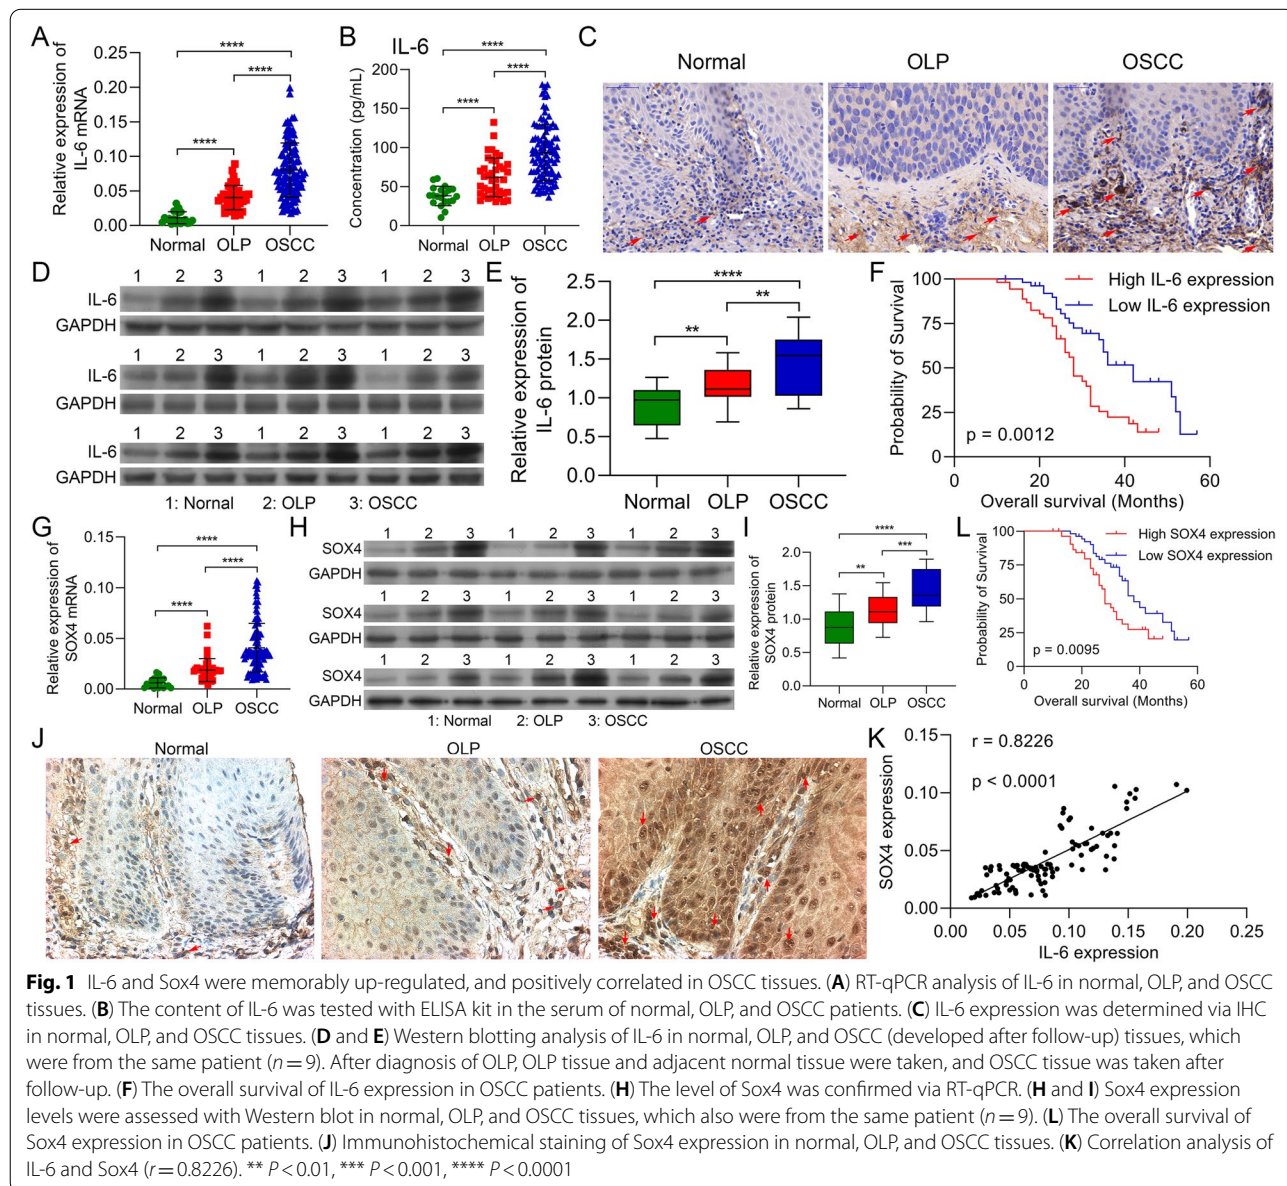 A
Relative expression of
IL-6 mRNA
0.25
0.20
0.15
0.10
0.05
0.00
****
****
****
Normal OLP OSCC
B
IL-6
Concentration (pg/mL)
200
150
100
50
0
****
****
****
Normal OLP OSCC
C
Normal OLP OSCC
D
1 2 3 1 2 3 1 2 3
IL-6
GAPDH
1 2 3 1 2 3 1 2 3
IL-6
GAPDH
1 2 3 1 2 3 1 2 3
IL-6
GAPDH
1: Nornal 2: OLP 3: OSCC
E
Relative expression of
IL-6 protein
2.5
2.0
1.5
1.0
0.5
0.0
****
**
**
Normal OLP OSCC
F
High IL-6 expression
Low IL-6 expression
Probability of Survival
100
75
50
25
0
p = 0.0012
0 20 40 60
Overall survival (Months)
G
Relative expression of
SOX4 mRNA
0.15
0.10
0.05
0.00
****
****
****
Normal OLP OSCC
H
1 2 3 1 2 3 1 2 3
SOX4
GAPDH
1 2 3 1 2 3 1 2 3
SOX4
GAPDH
1 2 3 1 2 3 1 2 3
SOX4
GAPDH
1: Normal 2: OLP 3: OSCC
I
Relative expression of
SOX4 protein
2.0
1.5
1.0
0.5
0.0
****
***
**
Normal OLP OSCC
L
High SOX4 expression
Low SOX4 expression
Probability of Survival
100
75
50
25
0
p = 0.0095
0 20 40 60
Overall survival (Months)
J
Normal OLP OSCC
K
r = 0.8226
p < 0.0001
SOX4 expression
0.15
0.10
0.05
0.00
0.00 0.05 0.10 0.15 0.20 0.25
IL-6 expression
Fig. 1 IL-6 and Sox4 were memorably up-regulated, and positively correlated in OSCC tissues. (A) RT-qPCR analysis of IL-6 in normal, OLP, and OSCC
tissues. (B) The content of IL-6 was tested with ELISA kit in the serum of normal, OLP, and OSCC patients. (C) IL-6 expression was determined via IHC
in normal, OLP, and OSCC tissues. (D and E) Western blotting analysis of IL-6 in normal, OLP, and OSCC (developed after follow-up) tissues, which
were from the same patient (n = 9). After diagnosis of OLP, OLP tissue and adjacent normal tissue were taken, and OSCC tissue was taken after
follow-up. (F) The overall survival of IL-6 expression in OSCC patients. (H) The level of Sox4 was confirmed via RT-qPCR. (H and I) Sox4 expression
levels were assessed with Western blot in normal, OLP, and OSCC tissues, which also were from the same patient (n = 9). (L) The overall survival of
Sox4 expression in OSCC patients. (J) Immunohistochemical staining of Sox4 expression in normal, OLP, and OSCC tissues. (K) Correlation analysis of
IL-6 and Sox4 (r = 0.8226). ** P < 0.01, *** P < 0.001, **** P < 0.0001